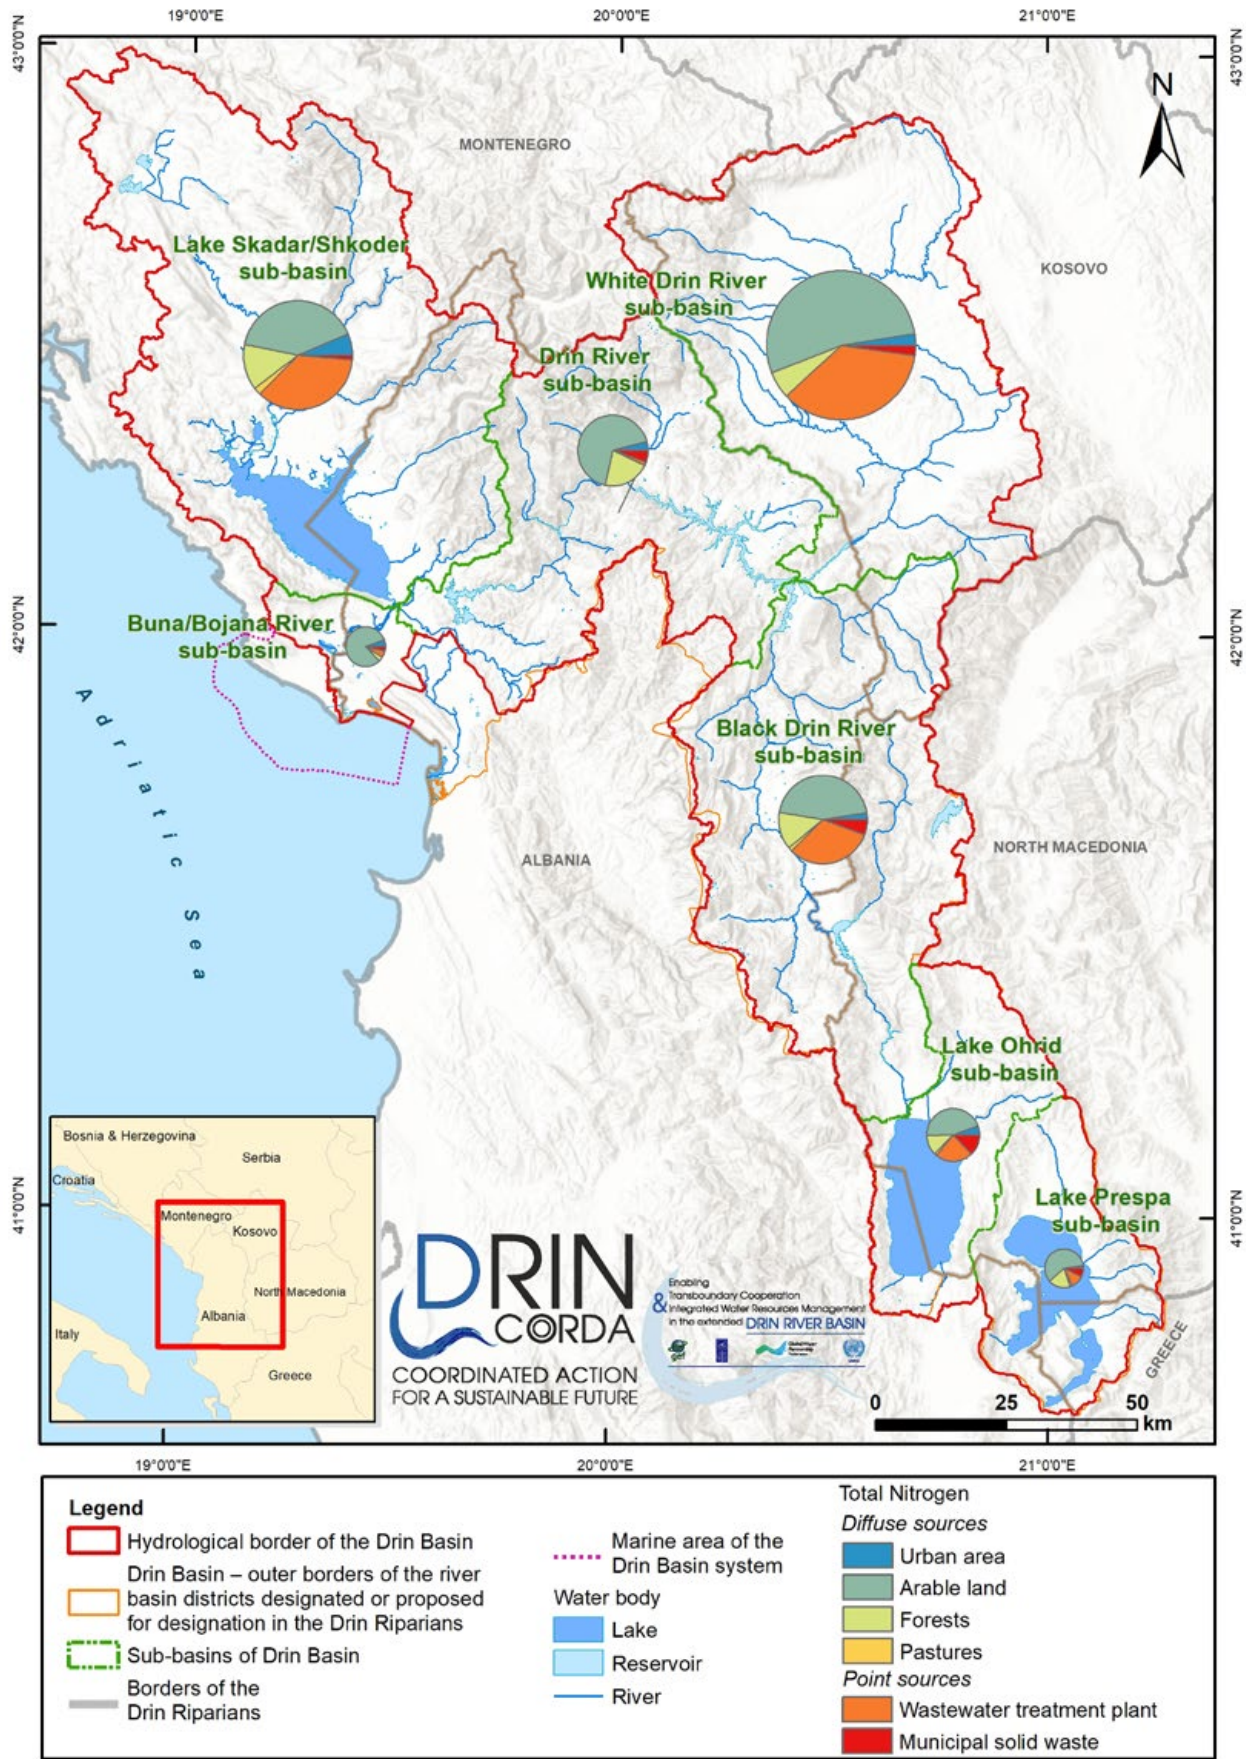 19°0'0"E
20°0'0"E
21°0'0"E
43°0'0"N
43°0'0"N
N
MONTENEGRO
KOSOVO
Lake Skadar/Shkoder
sub-basin
White Drin River
sub-basin
Drin River
sub-basin
42°0'0"N
42°0'0"N
Buna/Bojana River
sub-basin
Adriatic Sea
Black Drin River
sub-basin
ALBANIA
NORTH MACEDONIA
Lake Ohrid
sub-basin
Lake Prespa
sub-basin
41°0'0"N
41°0'0"N
GREECE
Bosnia & Herzegovina
Serbia
Croatia
Montenegro
Kosovo
North Macedonia
Albania
Italy
Greece
DRIN
CORDA
COORDINATED ACTION
FOR A SUSTAINABLE FUTURE
Enabling
Transboundary Cooperation
& Integrated Water Resources Management
in the extended DRIN RIVER BASIN
gef
0 25 50
km
19°0'0"E
20°0'0"E
21°0'0"E
Legend
Hydrological border of the Drin Basin
Drin Basin – outer borders of the river
basin districts designated or proposed
for designation in the Drin Riparians
Sub-basins of Drin Basin
Borders of the
Drin Riparians
Marine area of the
Drin Basin system
Water body
Lake
Reservoir
River
Total Nitrogen
Diffuse sources
Urban area
Arable land
Forests
Pastures
Point sources
Wastewater treatment plant
Municipal solid waste